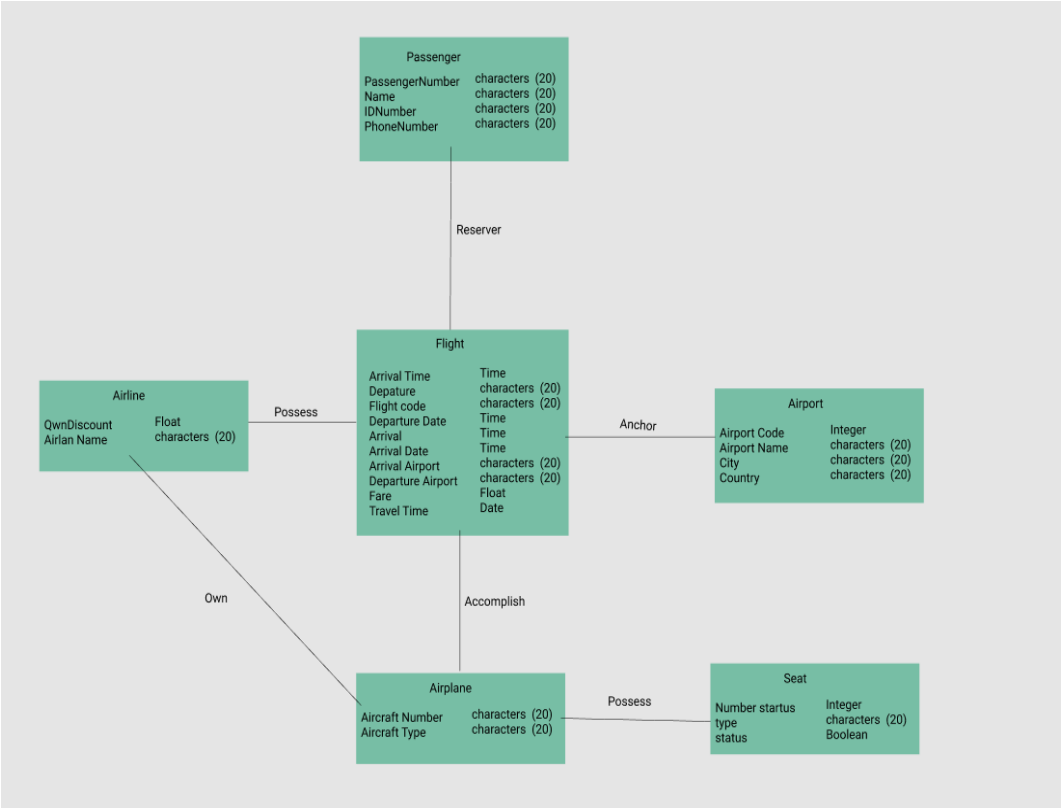 Passenger
PassengerNumber characters (20)
Name characters (20)
IDNumber characters (20)
PhoneNumber characters (20)
Reserver
Flight
Arrival Time Time
Depature characters (20)
Flight code characters (20)
Departure Date Time
Arrival Time
Arrival Date Time
Arrival Airport characters (20)
Departure Airport characters (20)
Fare Float
Travel Time Date
Airline
QwnDiscount Float
Airlan Name characters (20)
Possess
Anchor
Airport
Airport Code Integer
Airport Name characters (20)
City characters (20)
Country characters (20)
Own
Accomplish
Airplane
Aircraft Number characters (20)
Aircraft Type characters (20)
Possess
Seat
Number startus Integer
type characters (20)
status Boolean